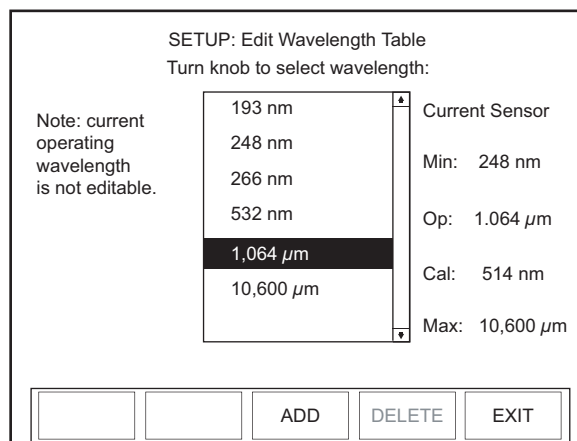 SETUP: Edit Wavelength Table
Turn knob to select wavelength:
Note: current
operating
wavelength
is not editable.
193 nm
248 nm
266 nm
532 nm
1,064 µm
10,600 µm
Current Sensor
Min: 248 nm
Op: 1.064 µm
Cal: 514 nm
Max: 10,600 µm
ADD
DELETE
EXIT